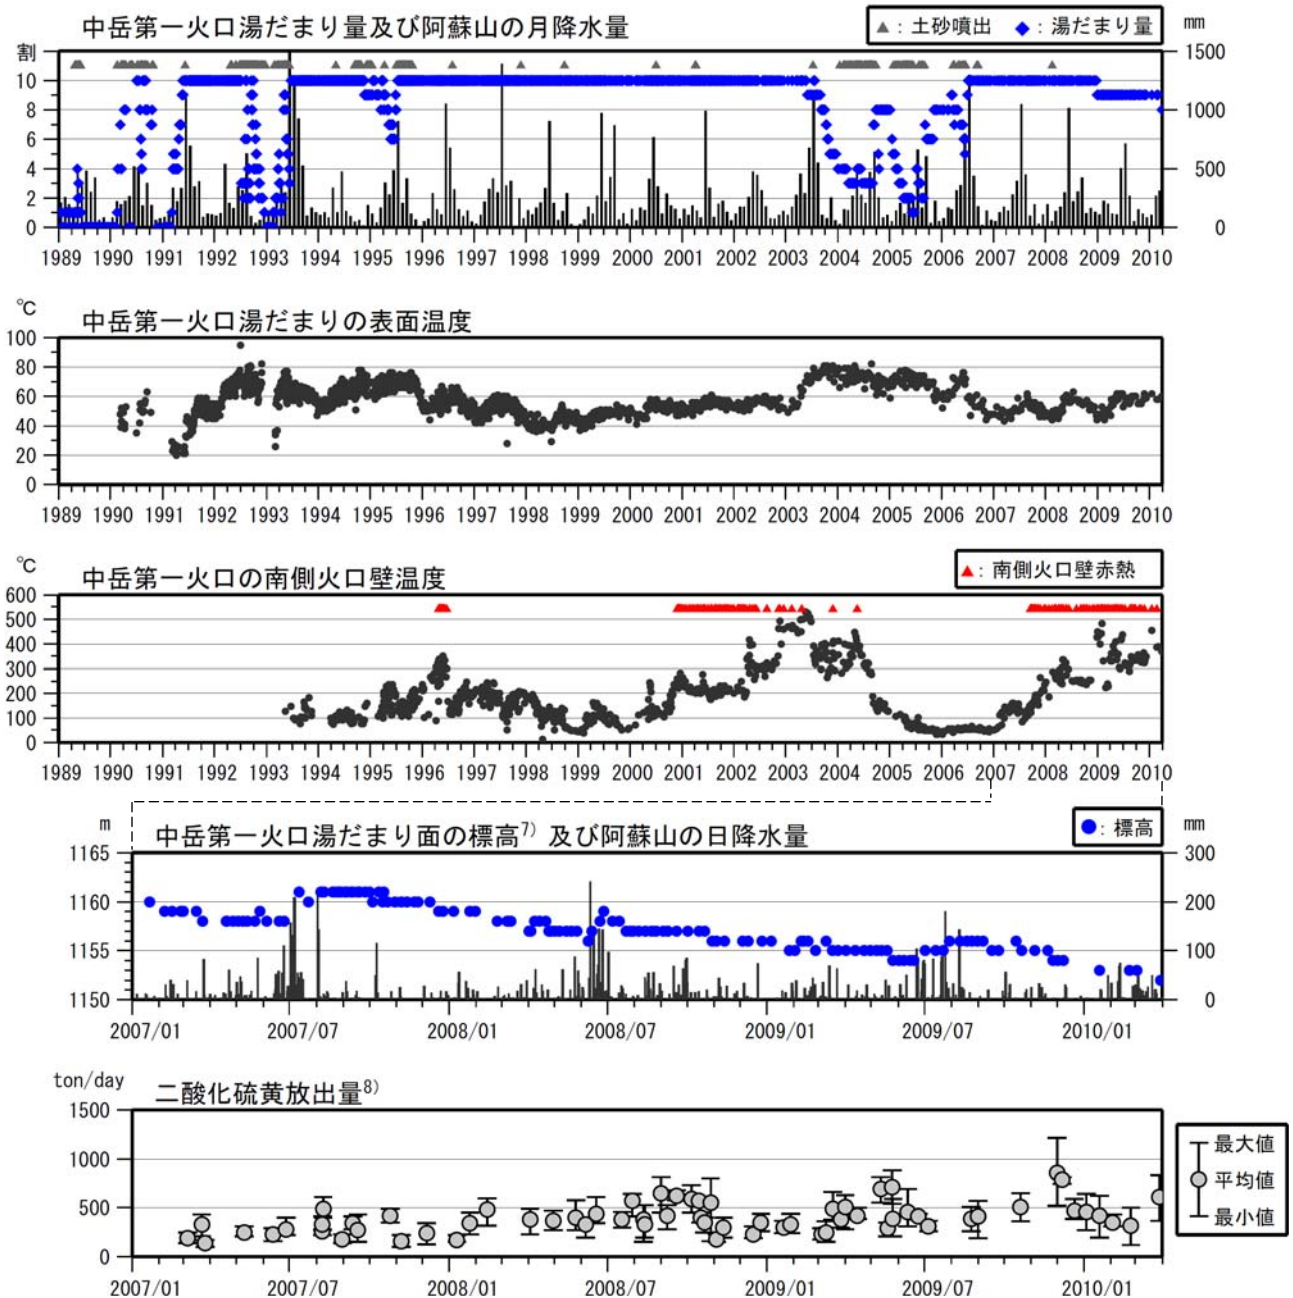 中岳第一火口湯だまり量及び阿蘇山の月降水量
▲: 土砂噴出 ◆: 湯だまり量
mm
割
10
8
6
4
2
0
1500
1000
500
0
1989 1990 1991 1992 1993 1994 1995 1996 1997 1998 1999 2000 2001 2002 2003 2004 2005 2006 2007 2008 2009 2010
℃
中岳第一火口湯だまりの表面温度
100
80
60
40
20
0
1989 1990 1991 1992 1993 1994 1995 1996 1997 1998 1999 2000 2001 2002 2003 2004 2005 2006 2007 2008 2009 2010
℃
中岳第一火口の南側火口壁温度
▲: 南側火口壁赤熱
600
500
400
300
200
100
0
1989 1990 1991 1992 1993 1994 1995 1996 1997 1998 1999 2000 2001 2002 2003 2004 2005 2006 2007 2008 2009 2010
m
中岳第一火口湯だまり面の標高7) 及び阿蘇山の日降水量
●: 標高
mm
1165
1160
1155
1150
300
200
100
0
2007/01 2007/07 2008/01 2008/07 2009/01 2009/07 2010/01
ton/day
二酸化硫黄放出量8)
1500
1000
500
0
最大値
平均値
最小値
2007/01 2007/07 2008/01 2008/07 2009/01 2009/07 2010/01